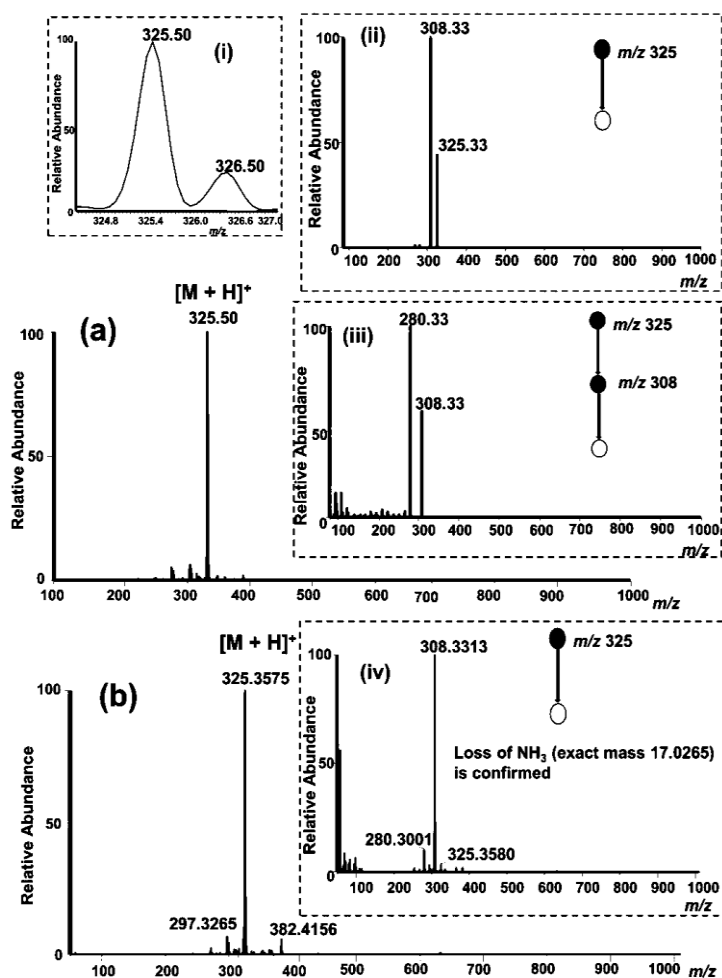 325.50
(i)
326.50
100
50
0
Relative Abundance
324.8 325.4 326.0 326.6 327.0
m/z
308.33
(ii)
m/z 325
325.33
100
50
0
Relative Abundance
100 200 300 400 500 600 700 800 900 1000
m/z
[M + H]+
325.50
(a)
100
50
0
Relative Abundance
100 200 300 400 500 600 700 800 900 1000 m/z
280.33
(iii)
m/z 325
308.33
m/z 308
100
50
0
Relative Abundance
100 200 300 400 500 600 700 800 900 1000
m/z
[M + H]+
325.3575
(b)
100
50
0
Relative Abundance
297.3265
382.4156
100 200 300 400 500 600 700 800 900 1000
m/z
308.3313
(iv)
m/z 325
Loss of NH3 (exact mass 17.0265)
is confirmed
280.3001
325.3580
100
50
0
Relative Abundance
100 200 300 400 500 600 700 800 900 1000
m/z